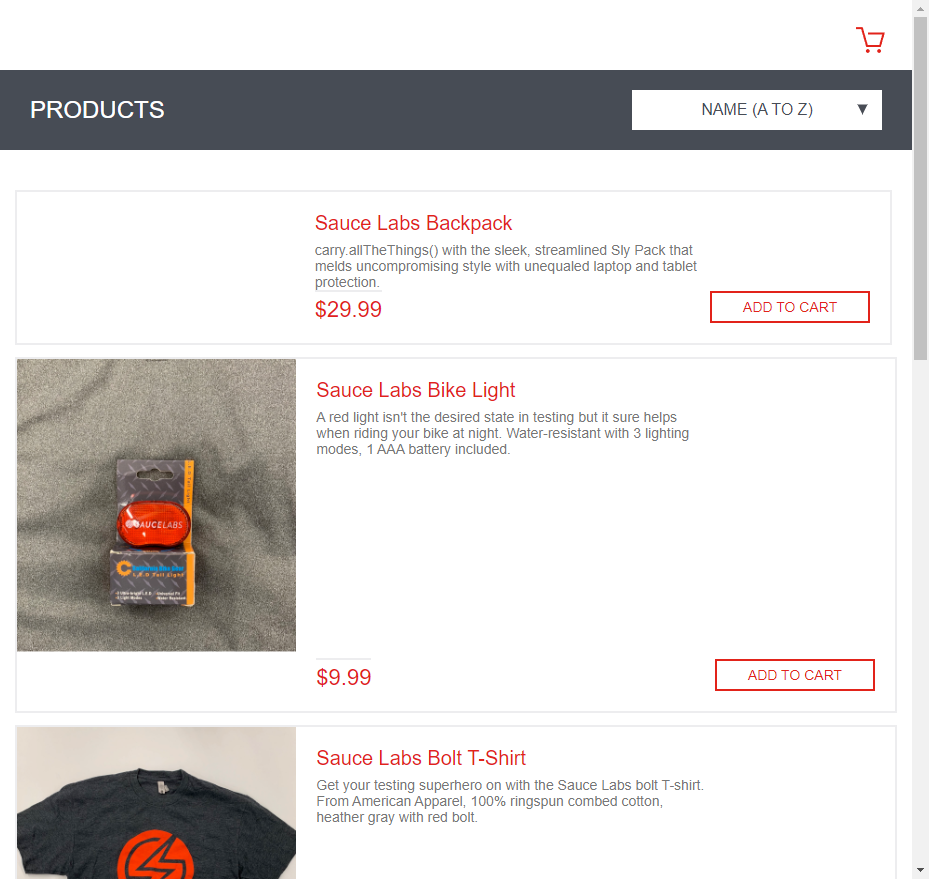 PRODUCTS
NAME (A TO Z)
Sauce Labs Backpack
carry.allTheThings() with the sleek, streamlined Sly Pack that
melds uncompromising style with unequaled laptop and tablet
protection.
$29.99
ADD TO CART
Sauce Labs Bike Light
A red light isn't the desired state in testing but it sure helps
when riding your bike at night. Water-resistant with 3 lighting
modes, 1 AAA battery included.
SAUCELABS
L.E.D Tail Light
$9.99
ADD TO CART
Sauce Labs Bolt T-Shirt
Get your testing superhero on with the Sauce Labs bolt T-shirt.
From American Apparel, 100% ringspun combed cotton,
heather gray with red bolt.